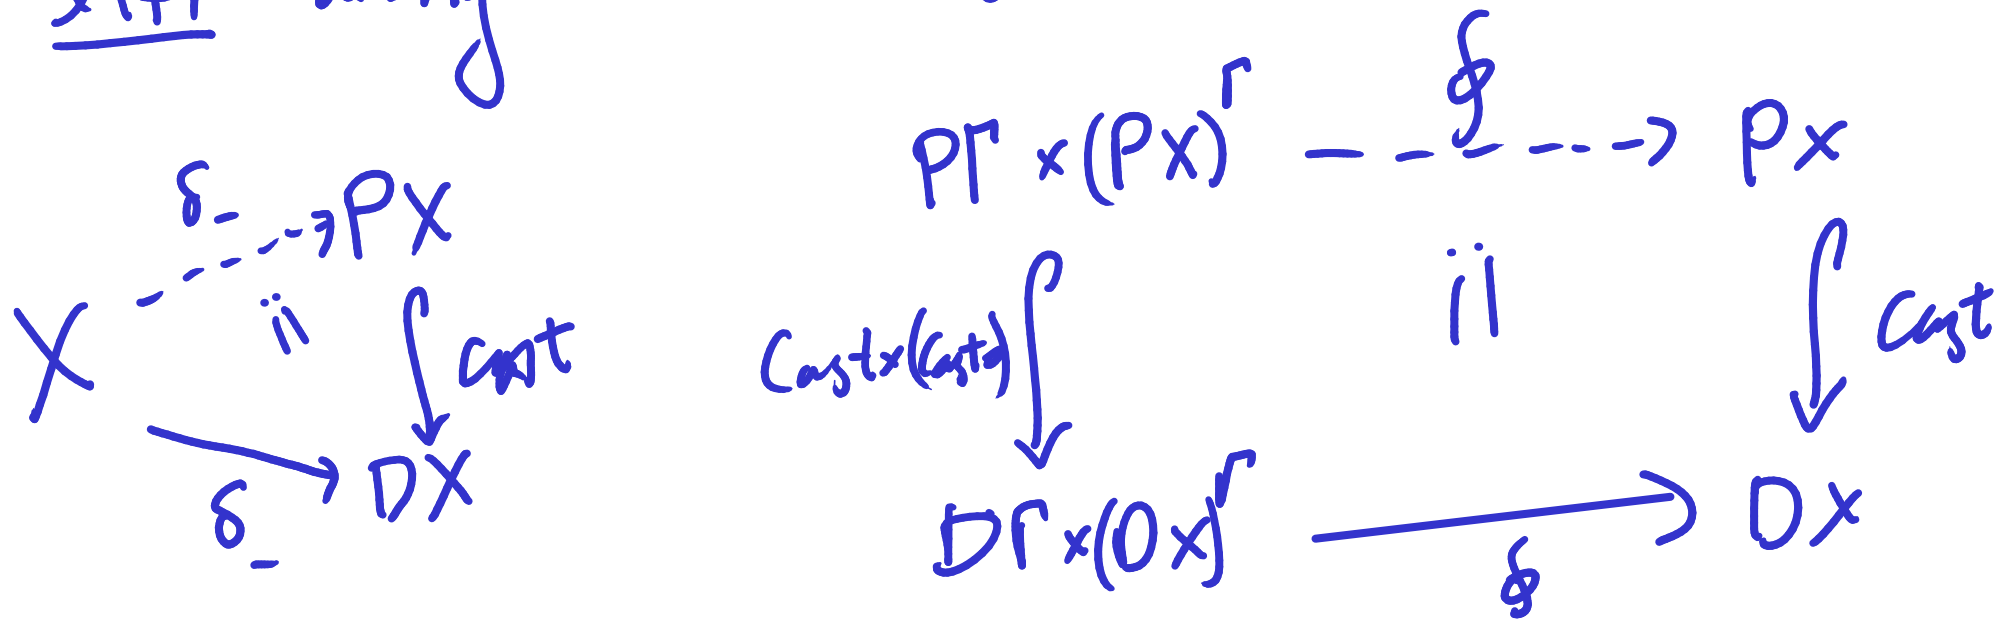 δ_
PX
X
=
cast
δ_
DX
PΓ × (PX)^Γ
∮
PX
Cast × (Cast∘)
=
Cast
DΓ × (DX)^Γ
∮
DX